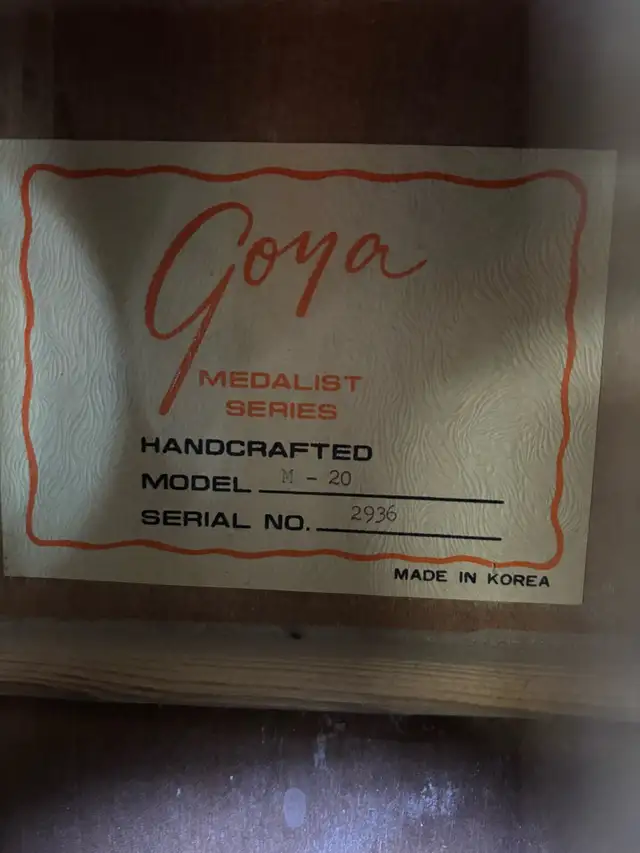 Goya
MEDALIST
SERIES
HANDCRAFTED
MODEL M - 20
SERIAL NO. 2936
MADE IN KOREA